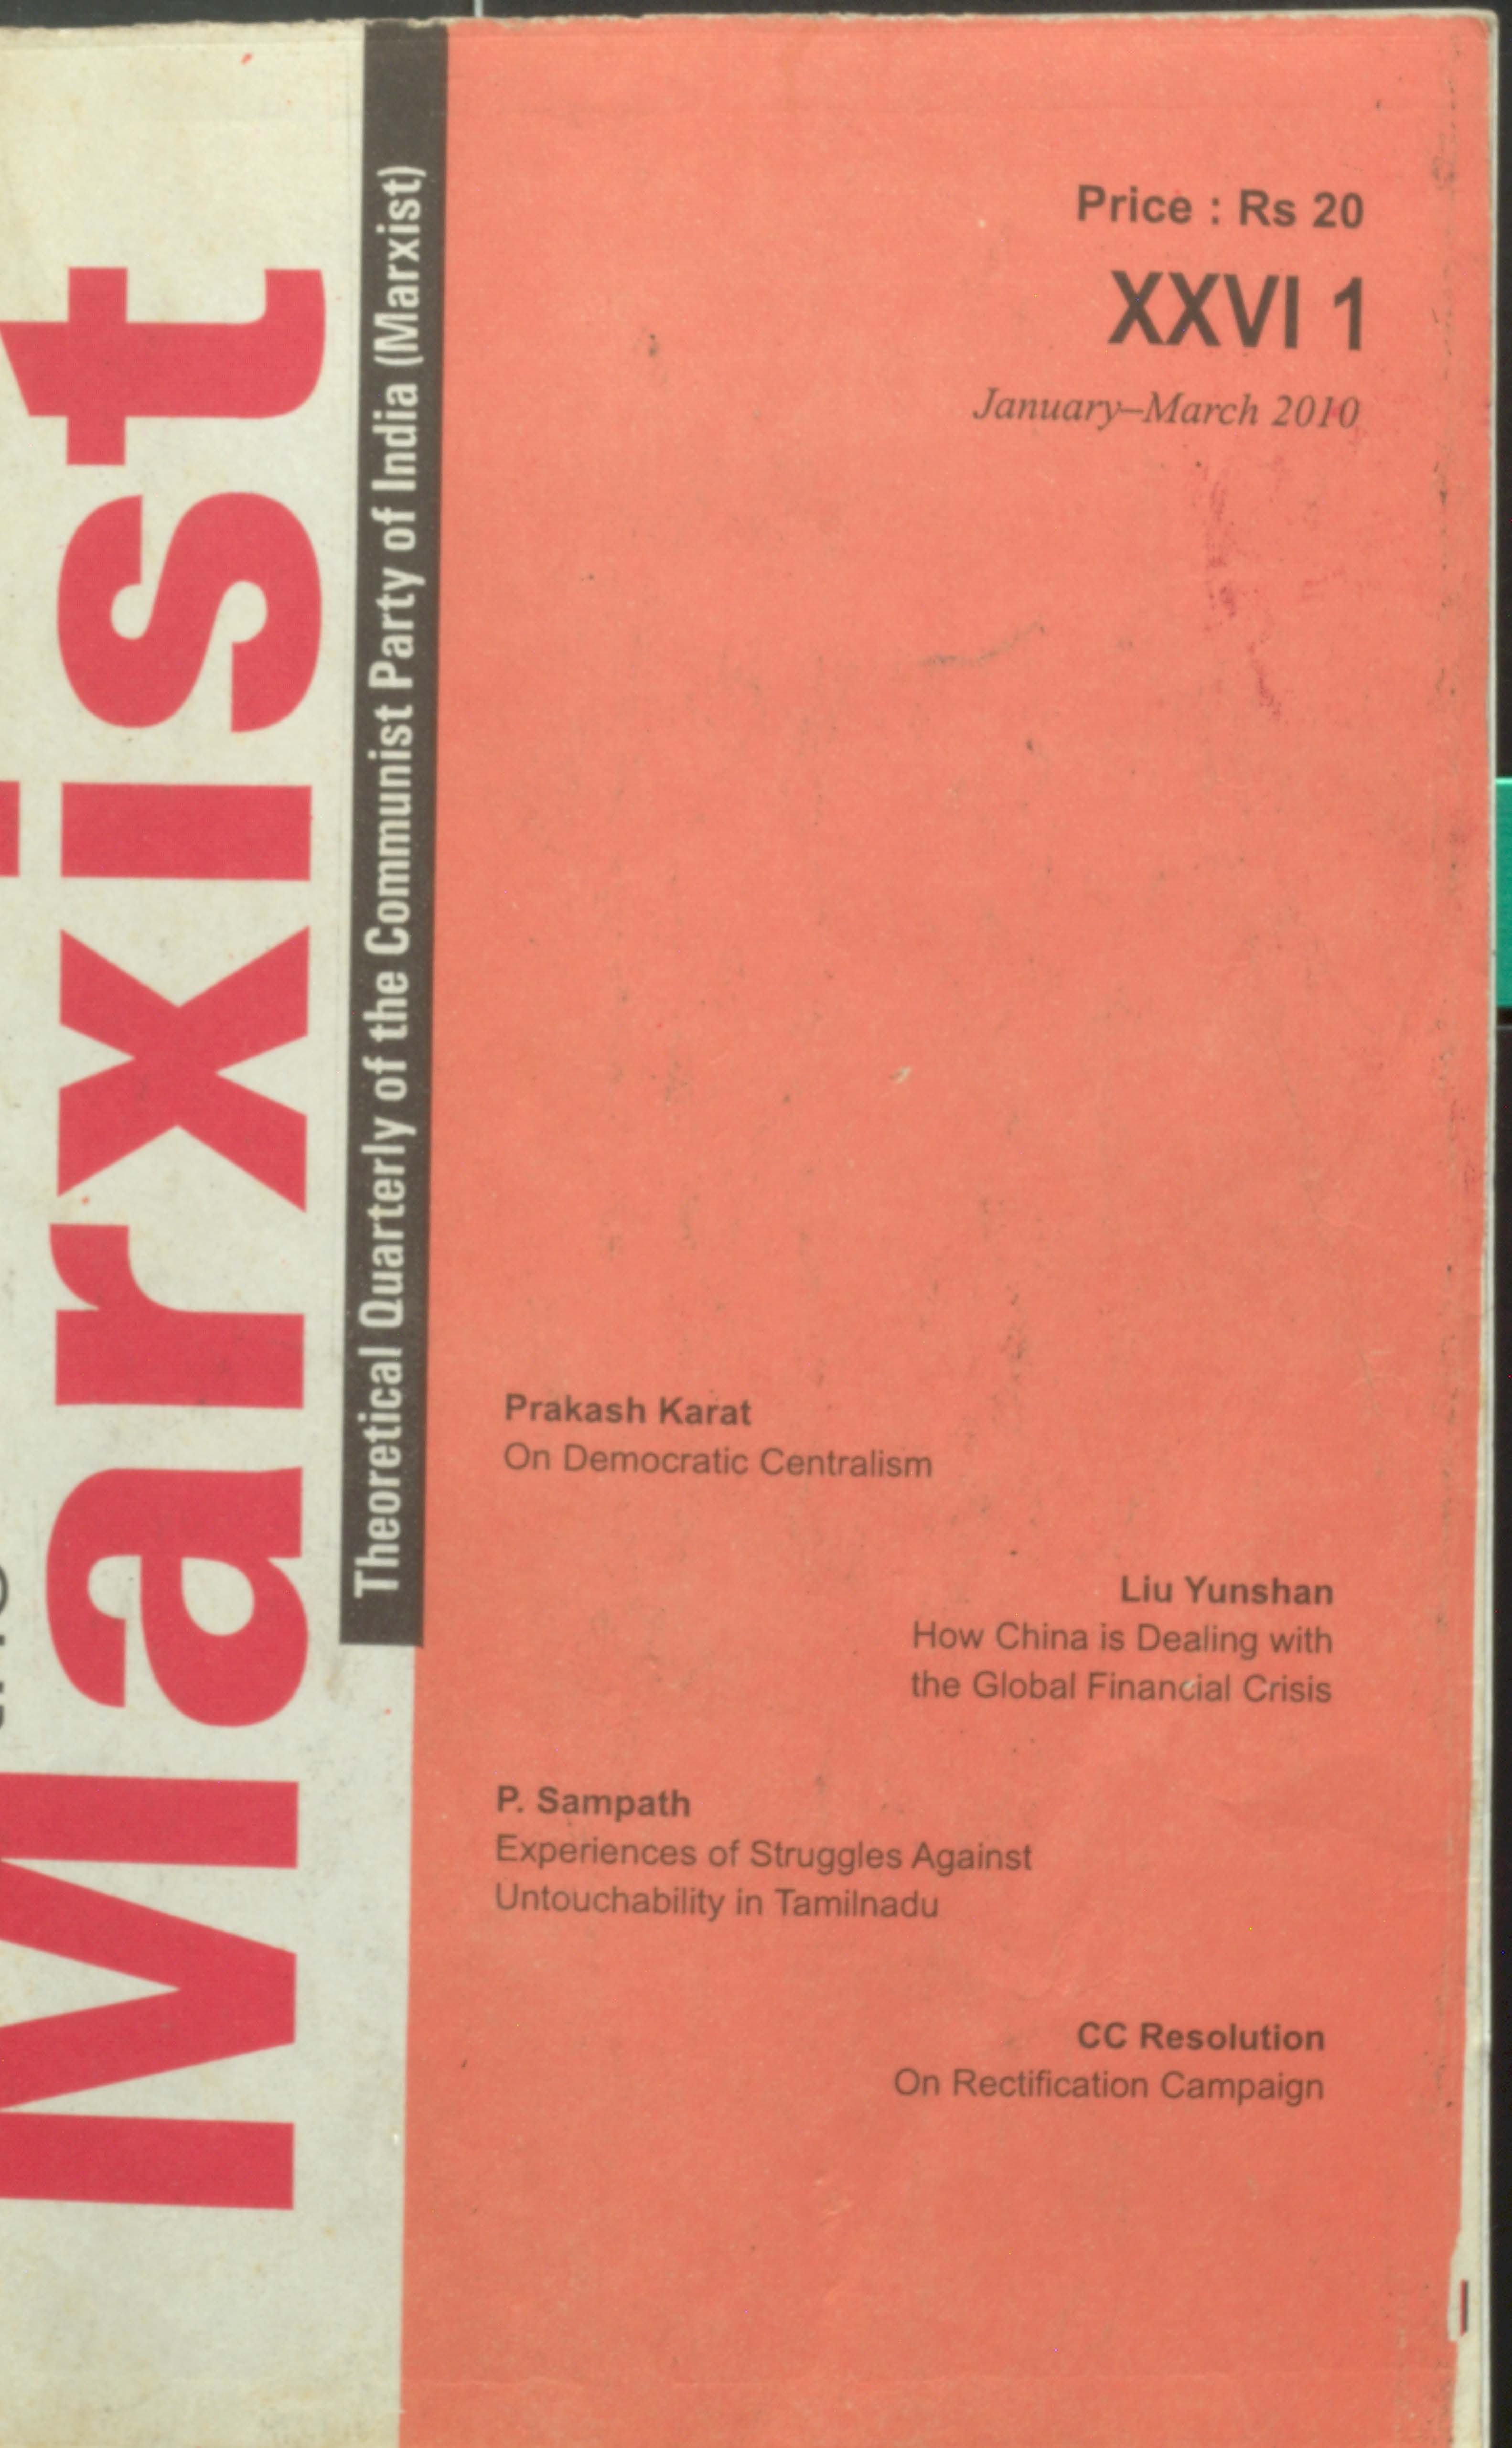 Marxist
Theoretical Quarterly of the Communist Party of India (Marxist)
Price : Rs 20
XXVI 1
January–March 2010
Prakash Karat
On Democratic Centralism
Liu Yunshan
How China is Dealing with
the Global Financial Crisis
P. Sampath
Experiences of Struggles Against
Untouchability in Tamilnadu
CC Resolution
On Rectification Campaign